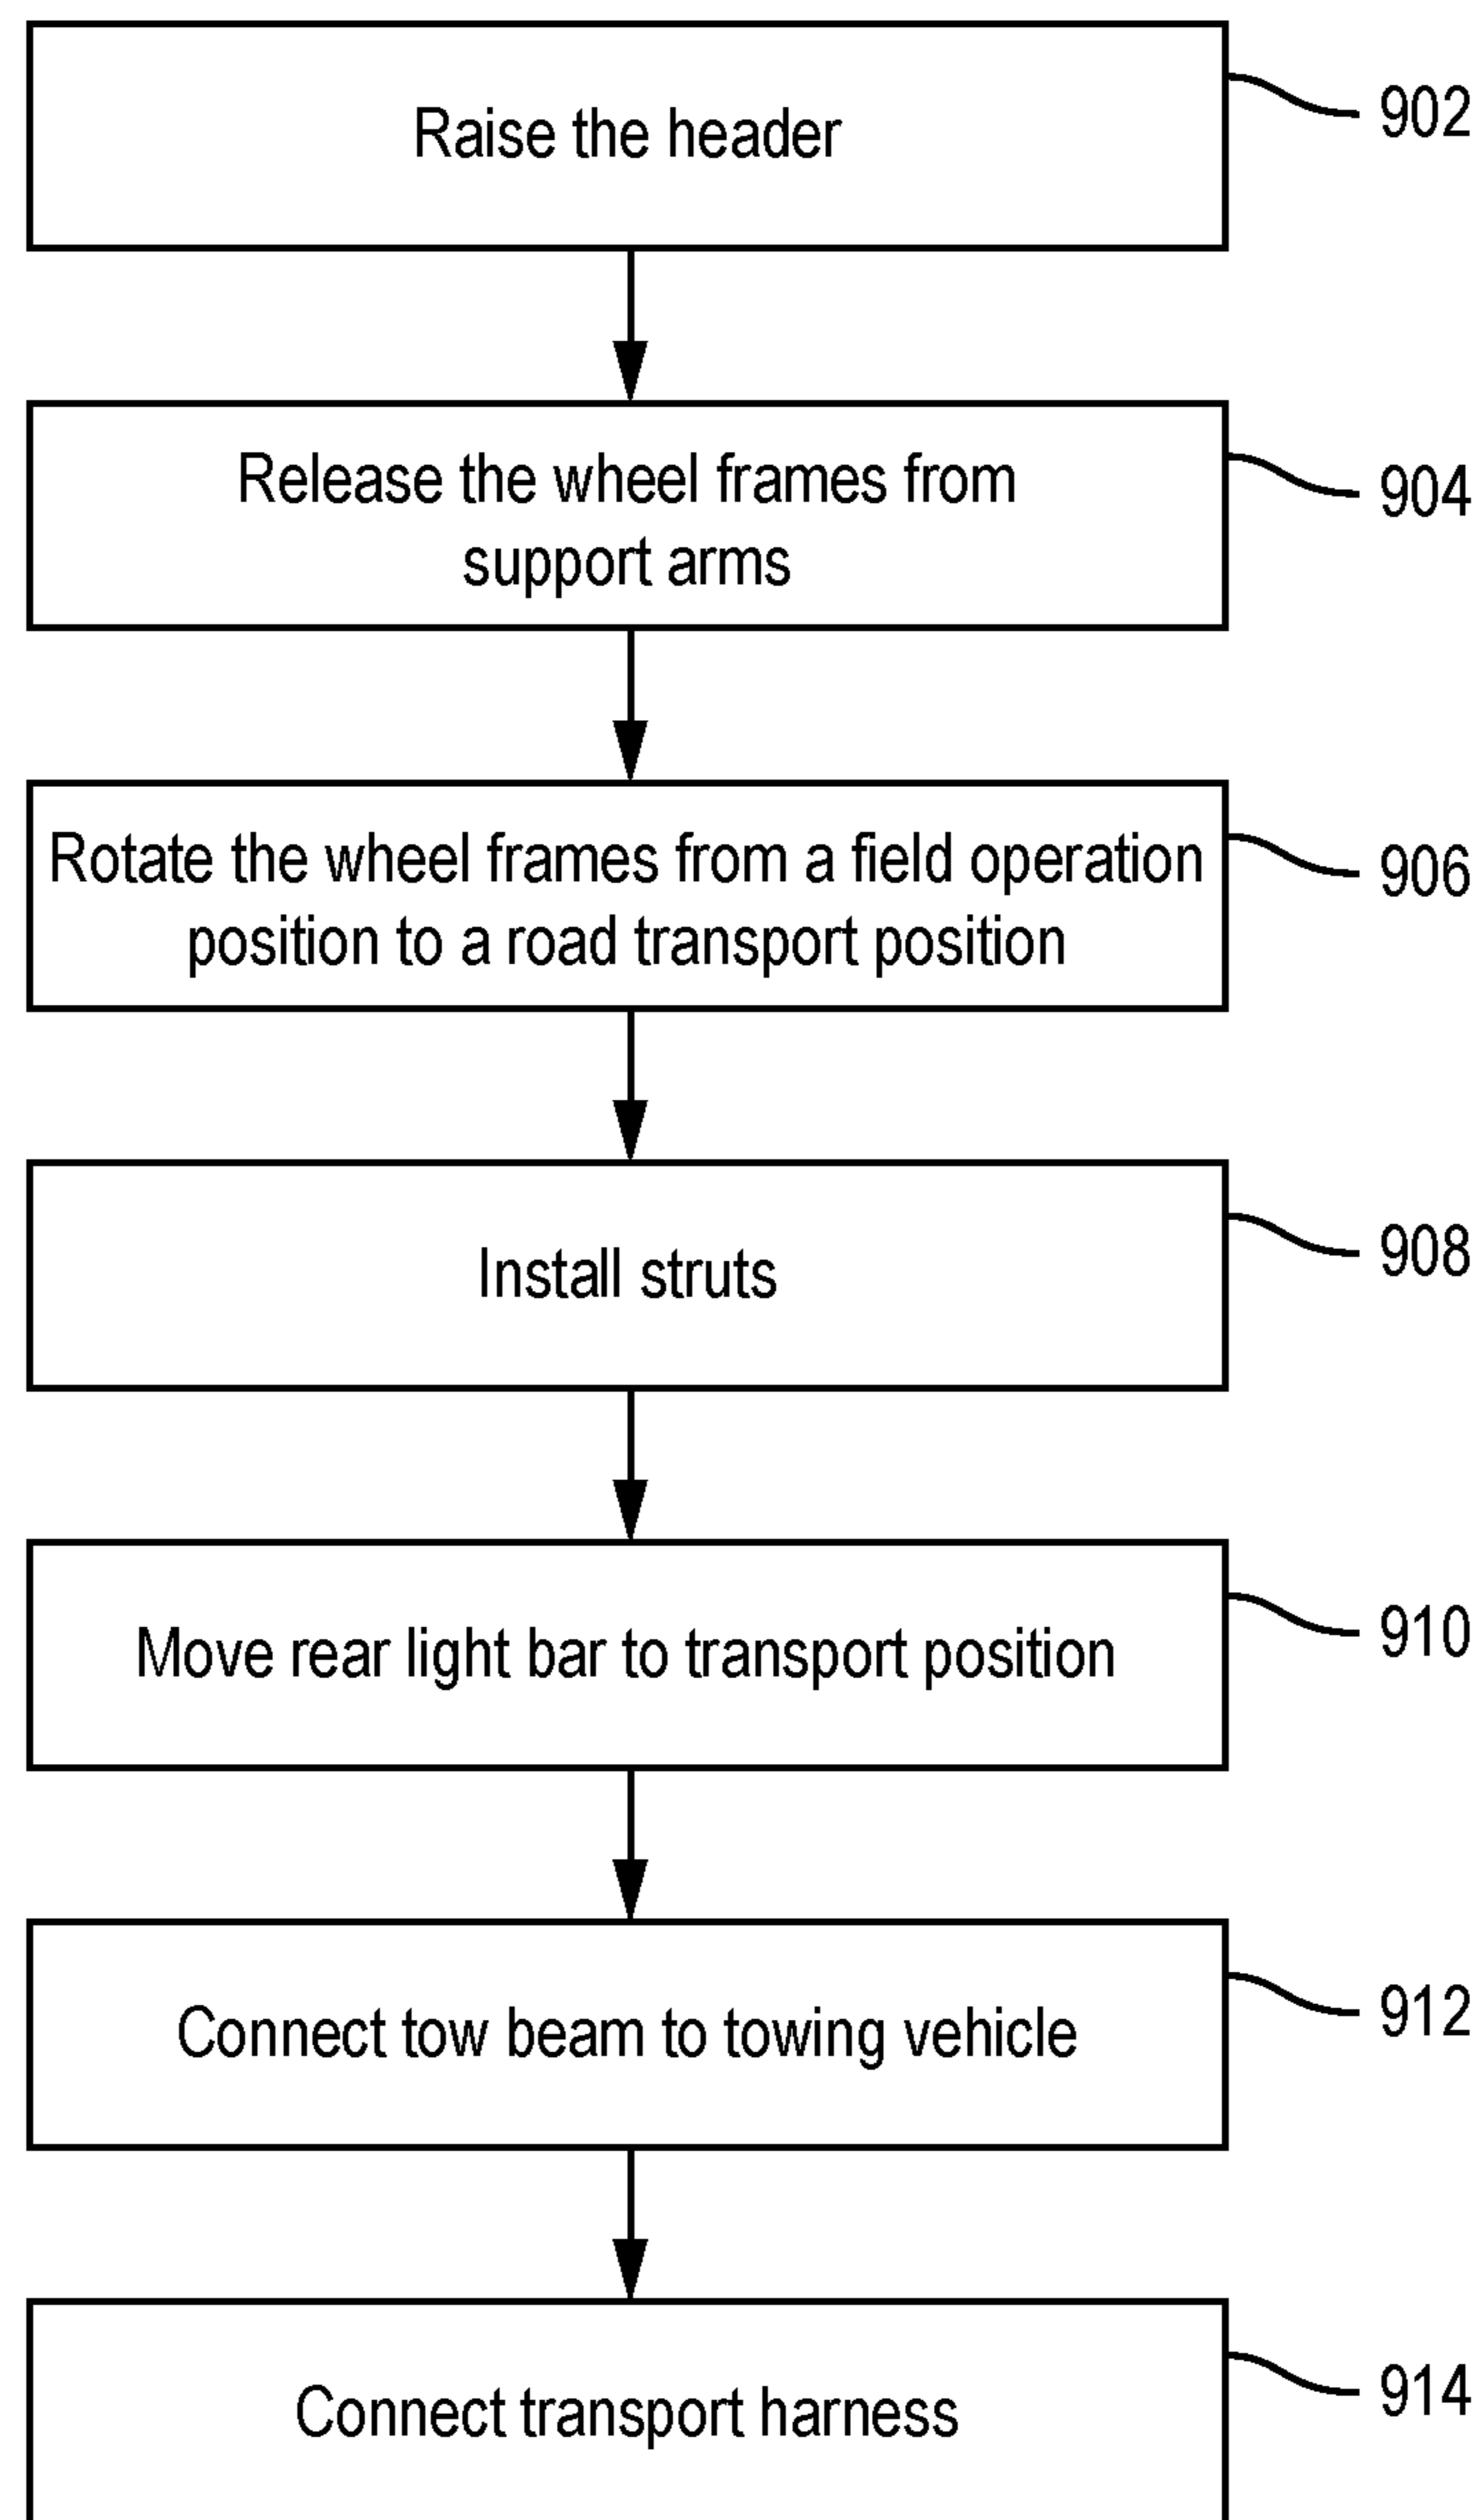 Raise the header
902
Release the wheel frames from
support arms
904
Rotate the wheel frames from a field operation
position to a road transport position
906
Install struts
908
Move rear light bar to transport position
910
Connect tow beam to towing vehicle
912
Connect transport harness
914